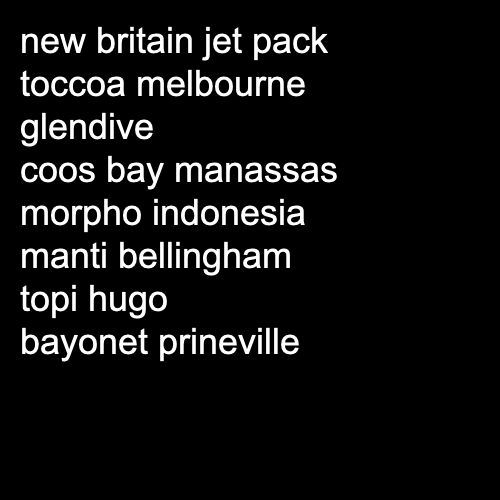 new britain jet pack
toccoa melbourne
glendive
coos bay manassas
morpho indonesia
manti bellingham
topi hugo
bayonet prineville